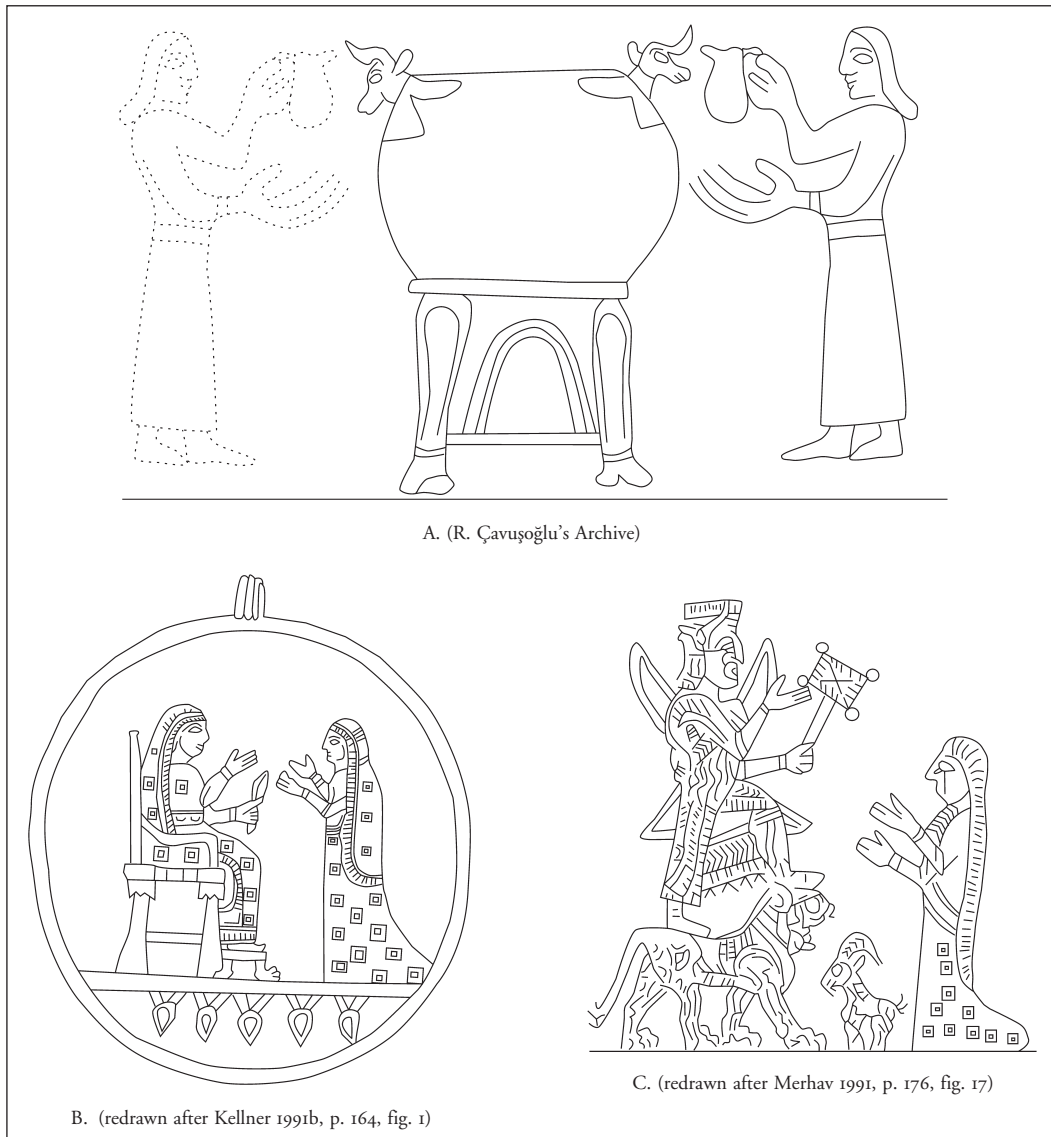 A. (R. Çavuşoğlu's Archive)
B. (redrawn after Kellner 1991b, p. 164, fig. 1)
C. (redrawn after Merhav 1991, p. 176, fig. 17)